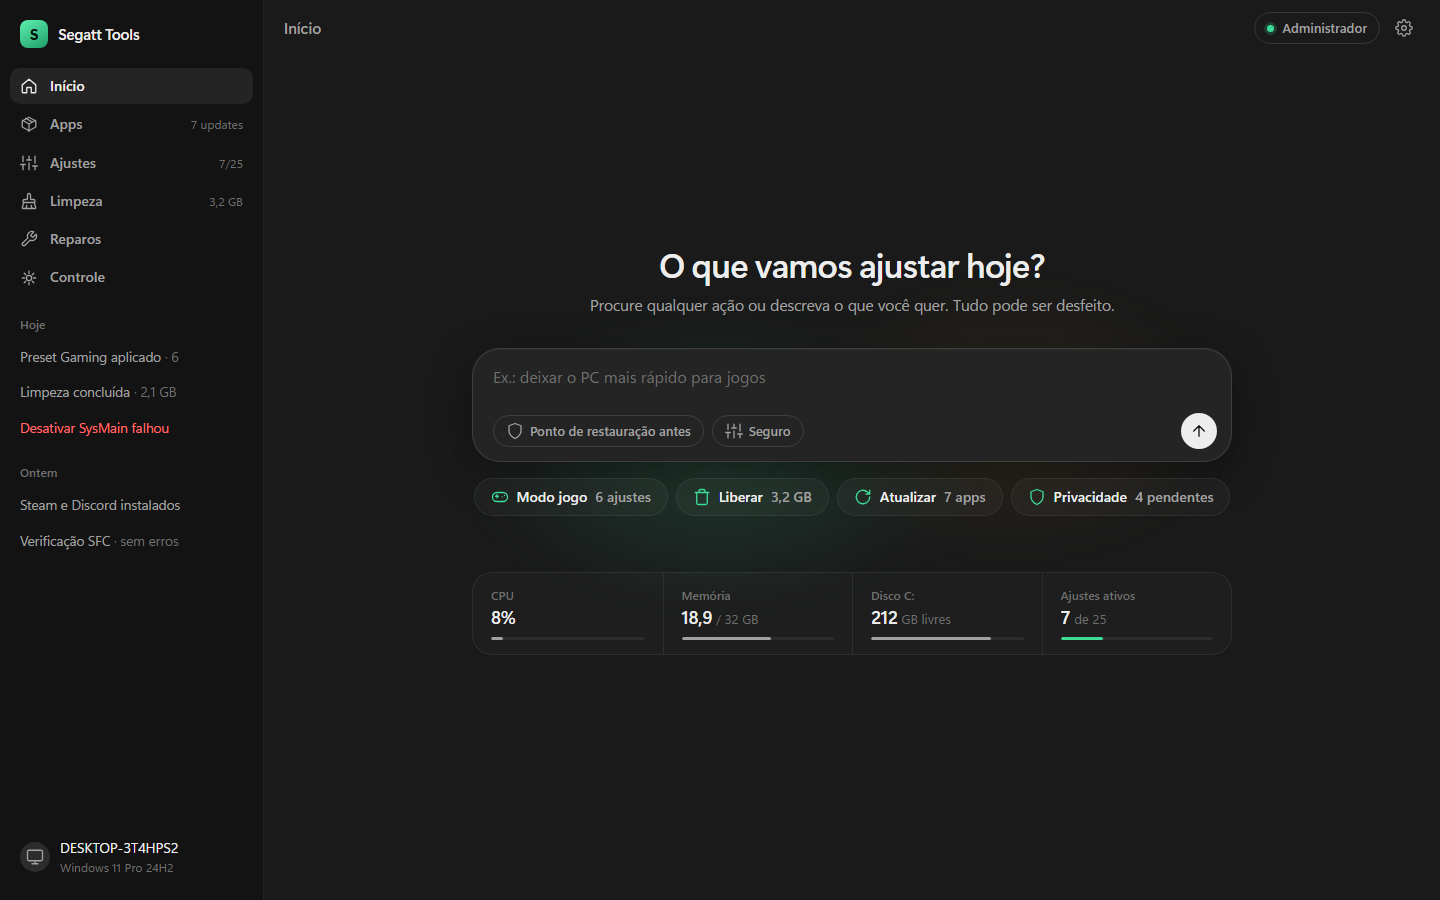 S Segatt Tools
Início
Apps 7 updates
Ajustes 7/25
Limpeza 3,2 GB
Reparos
Controle
Hoje
Preset Gaming aplicado · 6
Limpeza concluída · 2,1 GB
Desativar SysMain falhou
Ontem
Steam e Discord instalados
Verificação SFC · sem erros
DESKTOP-3T4HPS2
Windows 11 Pro 24H2
Início
Administrador
O que vamos ajustar hoje?
Procure qualquer ação ou descreva o que você quer. Tudo pode ser desfeito.
Ex.: deixar o PC mais rápido para jogos
Ponto de restauração antes Seguro
Modo jogo 6 ajustes Liberar 3,2 GB Atualizar 7 apps Privacidade 4 pendentes
CPU Memória Disco C: Ajustes ativos
8% 18,9 / 32 GB 212 GB livres 7 de 25